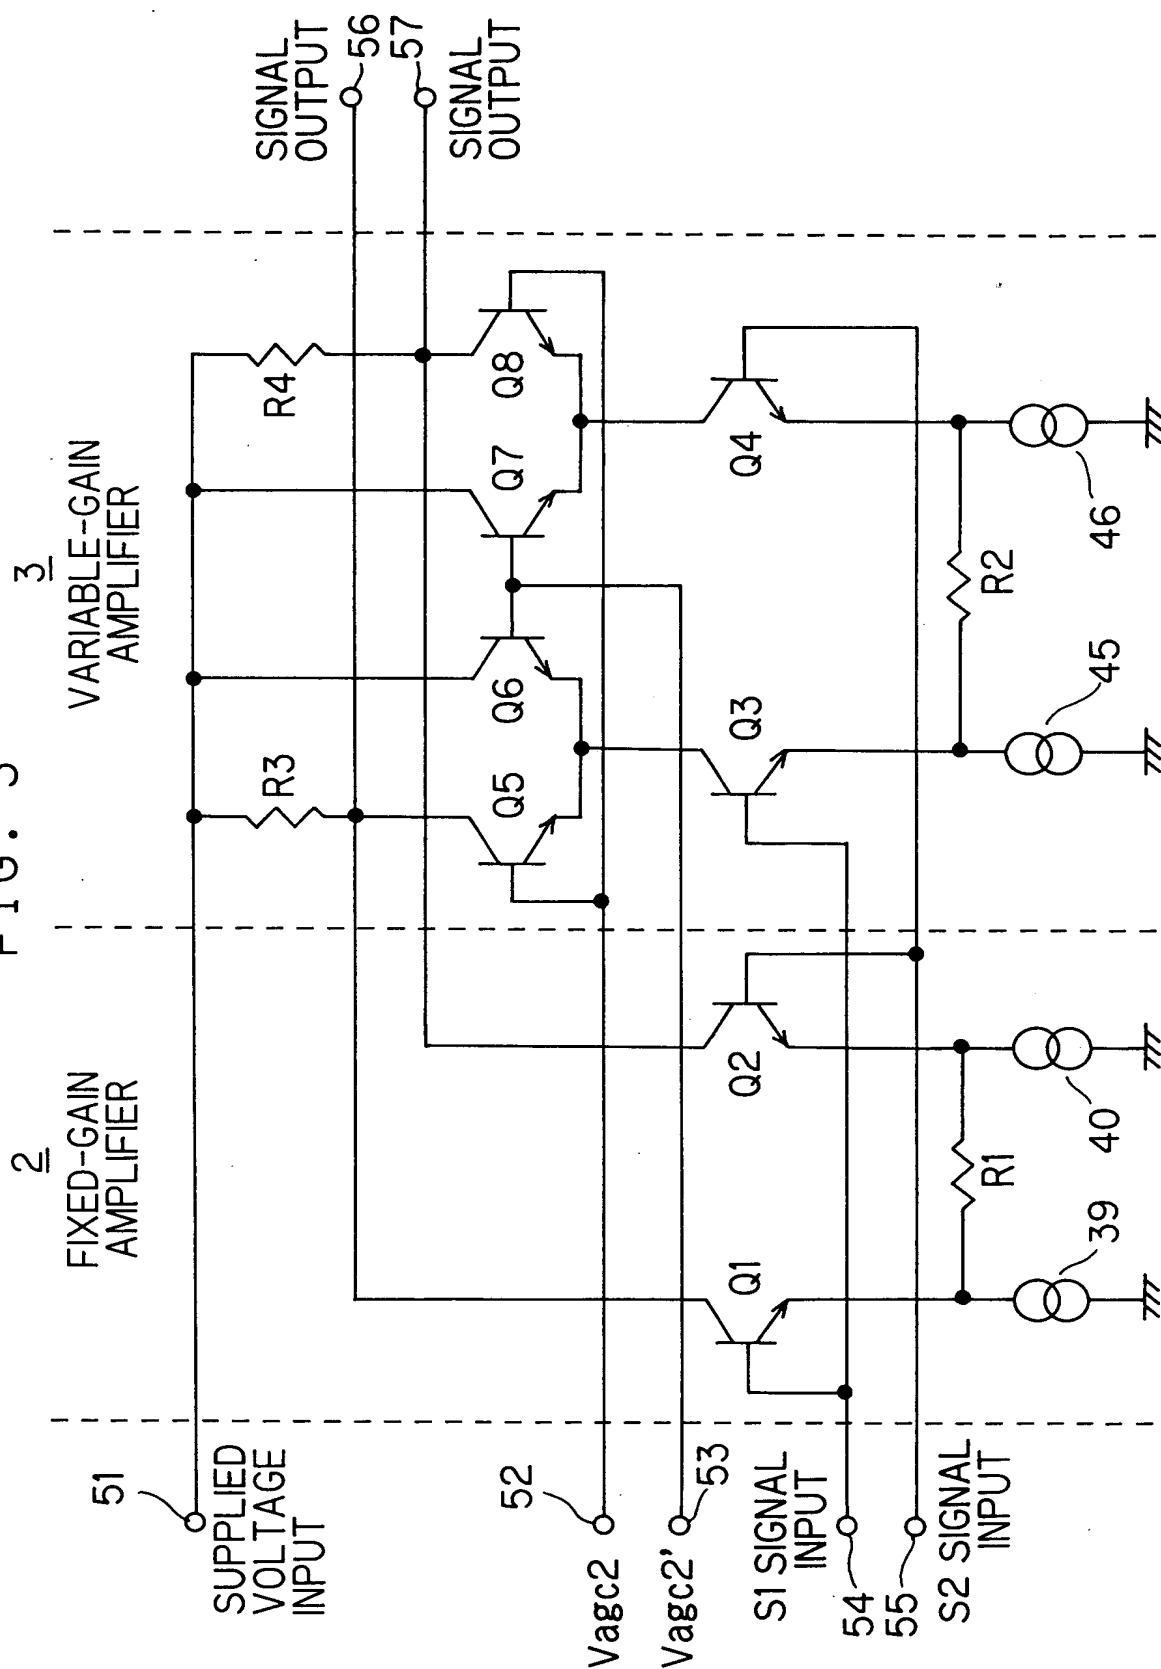 FIG. 3
2
FIXED-GAIN
AMPLIFIER
3
VARIABLE-GAIN
AMPLIFIER
51
SUPPLIED
VOLTAGE
INPUT
R3
R4
SIGNAL
OUTPUT
56
57
SIGNAL
OUTPUT
Q5
Q6
Q7
Q8
Vagc2
52
Vagc2'
53
Q1
Q2
Q3
Q4
S1 SIGNAL
INPUT
54
55
S2 SIGNAL
INPUT
R1
R2
39
40
45
46